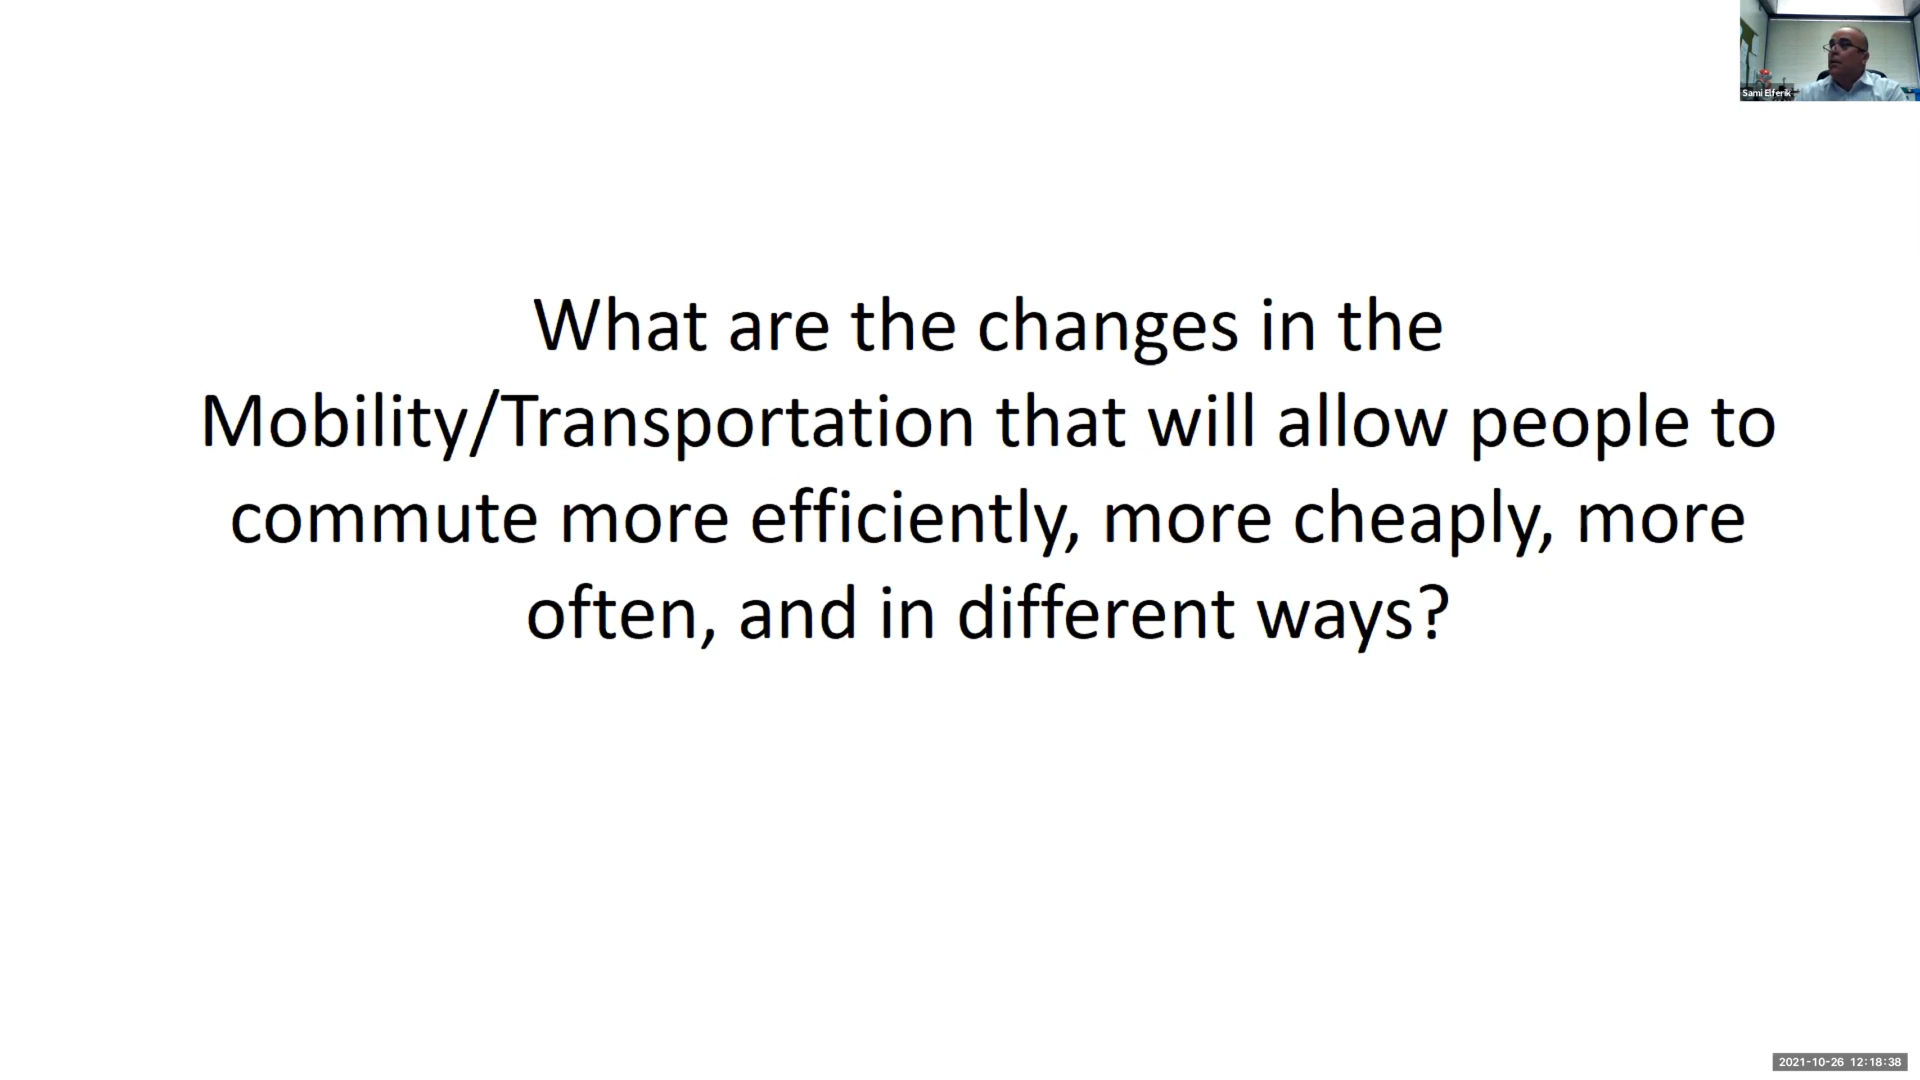 Sami Elferik
What are the changes in the
Mobility/Transportation that will allow people to
commute more efficiently, more cheaply, more
often, and in different ways?
2021-10-26 12:18:38